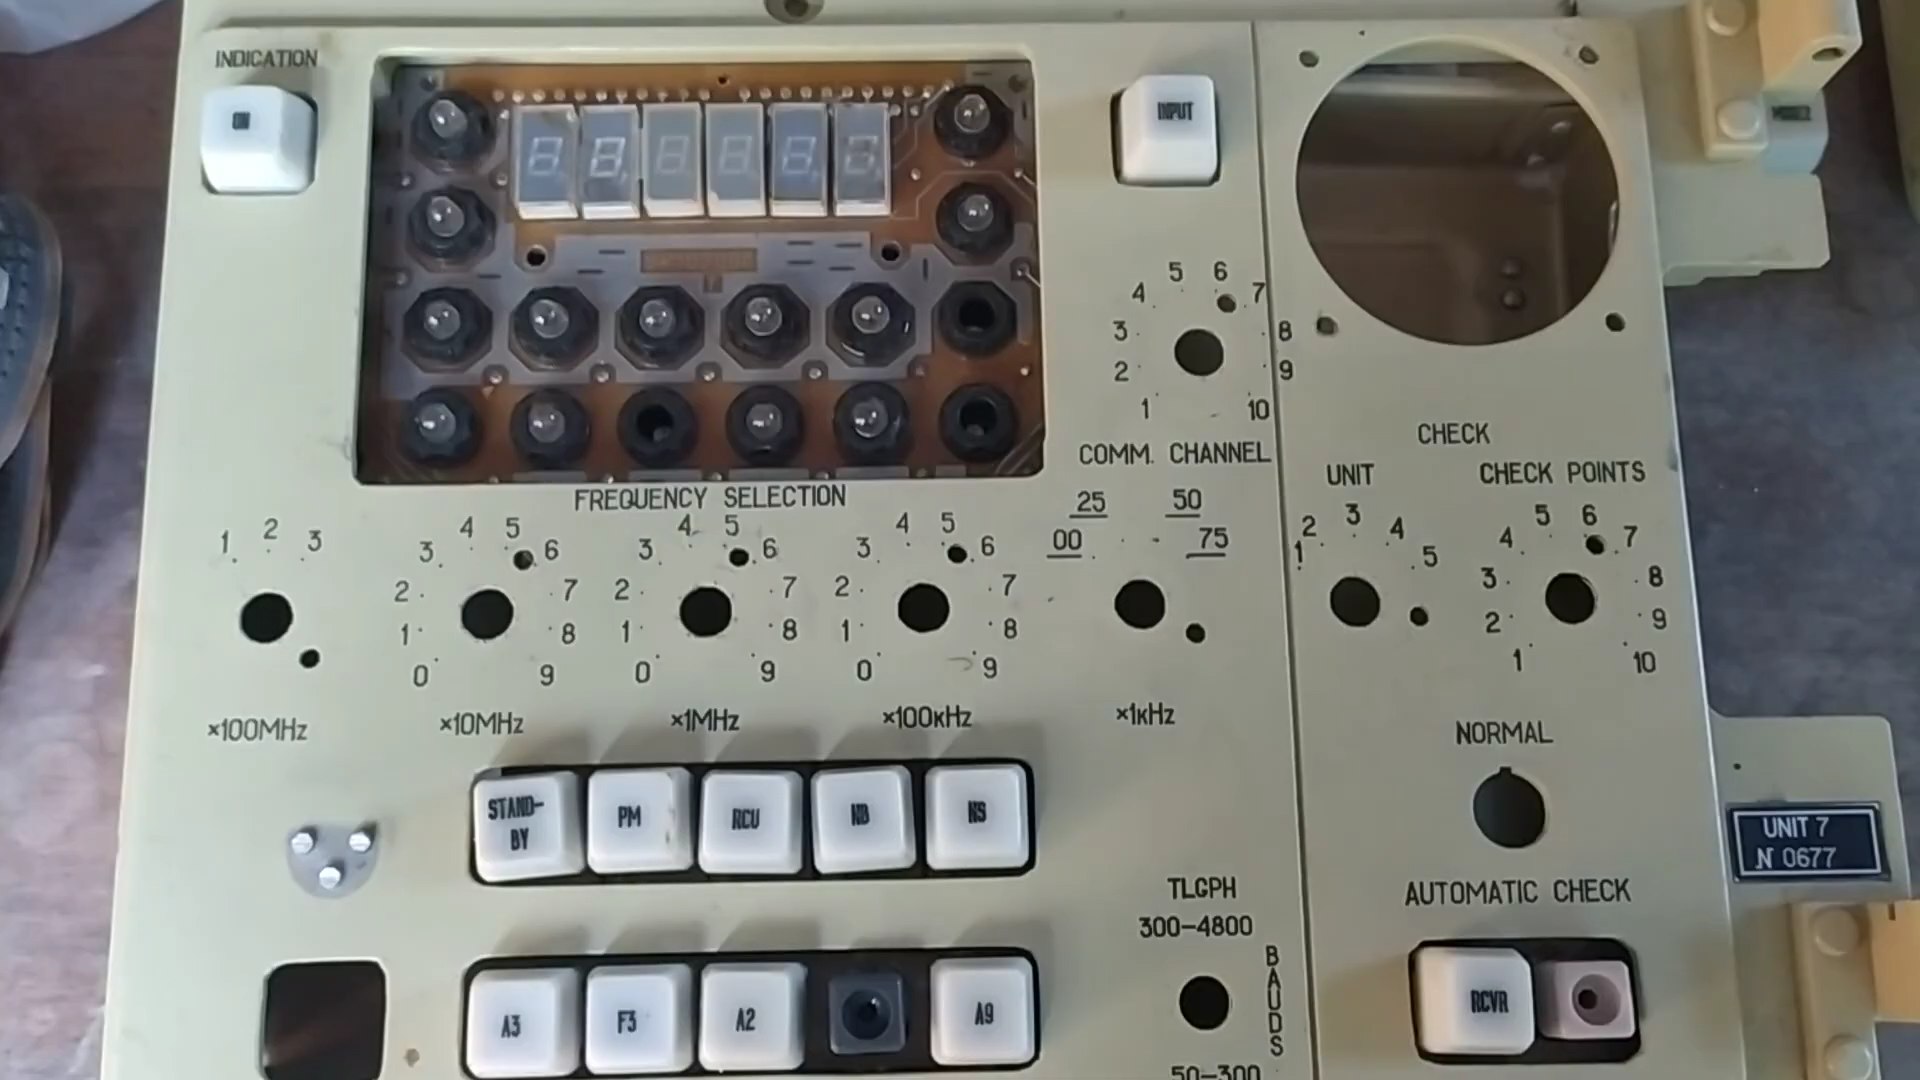 INDICATION
ON
INPUT
1 2 3 4 5 6 7 8 9 10
COMM. CHANNEL
FREQUENCY SELECTION
1 2 3
×100MHz
0 1 2 3 4 5 6 7 8 9
×10MHz
0 1 2 3 4 5 6 7 8 9
×1MHz
0 1 2 3 4 5 6 7 8 9
×100кHz
00 25 50 75
×1кHz
CHECK
UNIT
1 2 3 4 5
CHECK POINTS
1 2 3 4 5 6 7 8 9 10
NORMAL
STAND-
BY
PM
RCU
NB
NS
UNIT 7
N 0677
TLGPH
300-4800
BAUDS
50-300
AUTOMATIC CHECK
A3
F3
A2
A9
RCVR